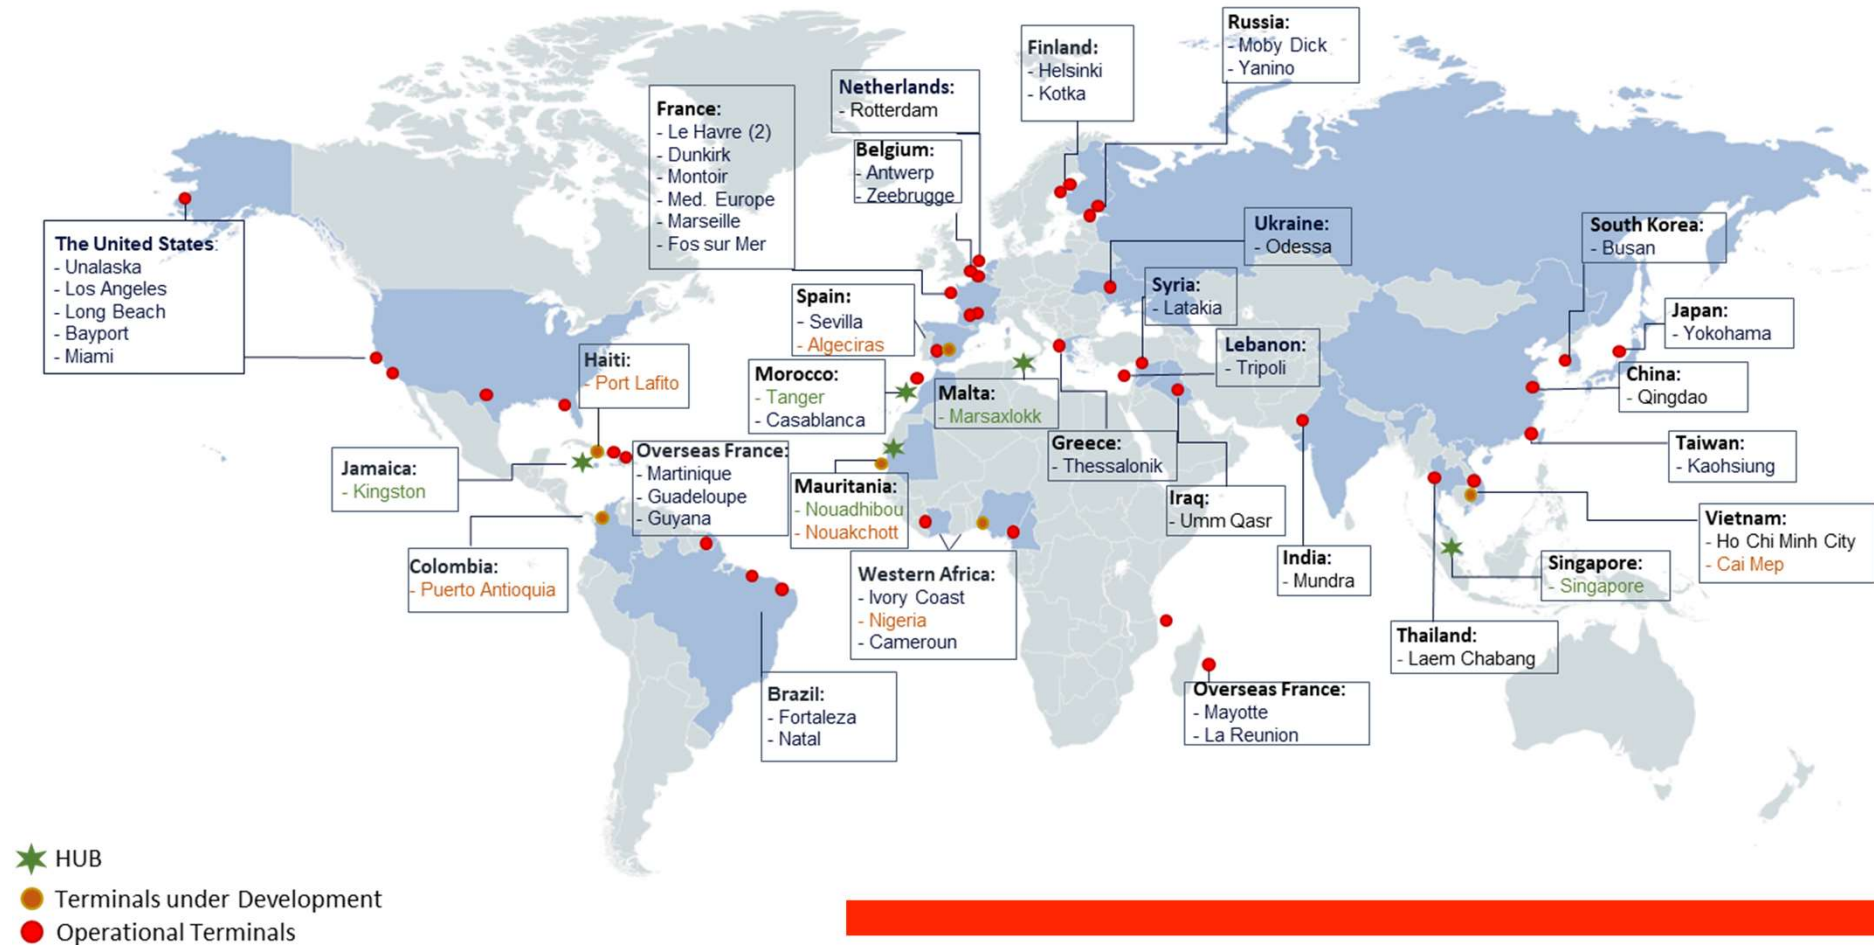 Russia:
- Moby Dick
- Yanino
Finland:
- Helsinki
- Kotka
Netherlands:
- Rotterdam
France:
- Le Havre (2)
- Dunkirk
- Montoir
- Med. Europe
- Marseille
- Fos sur Mer
Belgium:
- Antwerp
- Zeebrugge
The United States:
- Unalaska
- Los Angeles
- Long Beach
- Bayport
- Miami
Ukraine:
- Odessa
South Korea:
- Busan
Syria:
- Latakia
Spain:
- Sevilla
- Algeciras
Japan:
- Yokohama
Lebanon:
- Tripoli
Haiti:
- Port Lafito
Morocco:
- Tanger
- Casablanca
Malta:
- Marsaxlokk
China:
- Qingdao
Greece:
- Thessalonik
Taiwan:
- Kaohsiung
Jamaica:
- Kingston
Overseas France:
- Martinique
- Guadeloupe
- Guyana
Mauritania:
- Nouadhibou
- Nouakchott
Iraq:
- Umm Qasr
Vietnam:
- Ho Chi Minh City
- Cai Mep
India:
- Mundra
Singapore:
- Singapore
Colombia:
- Puerto Antioquia
Western Africa:
- Ivory Coast
- Nigeria
- Cameroun
Thailand:
- Laem Chabang
Brazil:
- Fortaleza
- Natal
Overseas France:
- Mayotte
- La Reunion
HUB
Terminals under Development
Operational Terminals